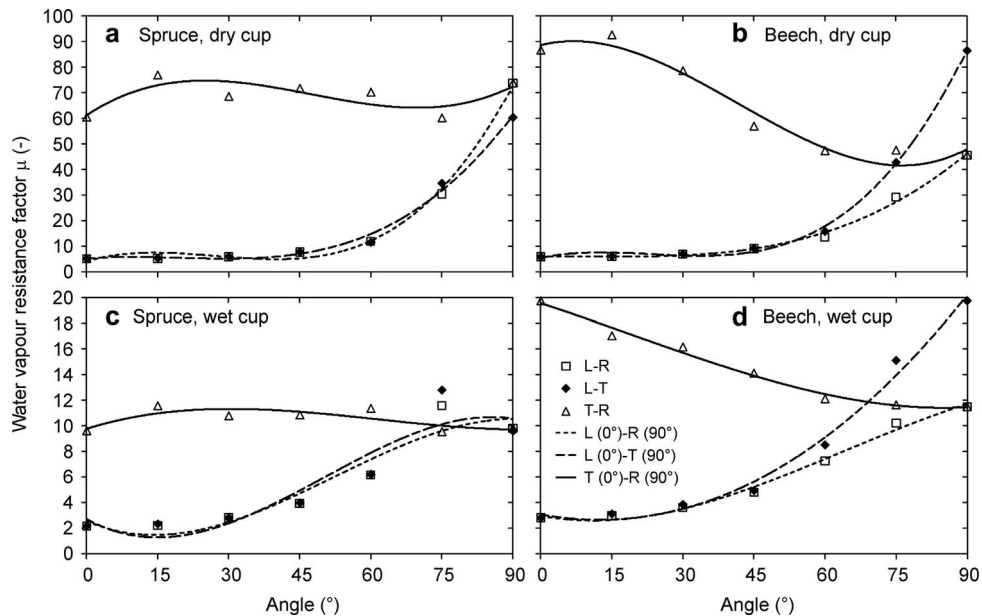 Water vapour resistance factor μ (-)
100
90
80
70
60
50
40
30
20
10
0
a Spruce, dry cup
b Beech, dry cup
20
18
16
14
12
10
8
6
4
2
0
c Spruce, wet cup
d Beech, wet cup
L-R
L-T
T-R
L (0°)-R (90°)
L (0°)-T (90°)
T (0°)-R (90°)
0 15 30 45 60 75 90
0 15 30 45 60 75 90
Angle (°)
Angle (°)